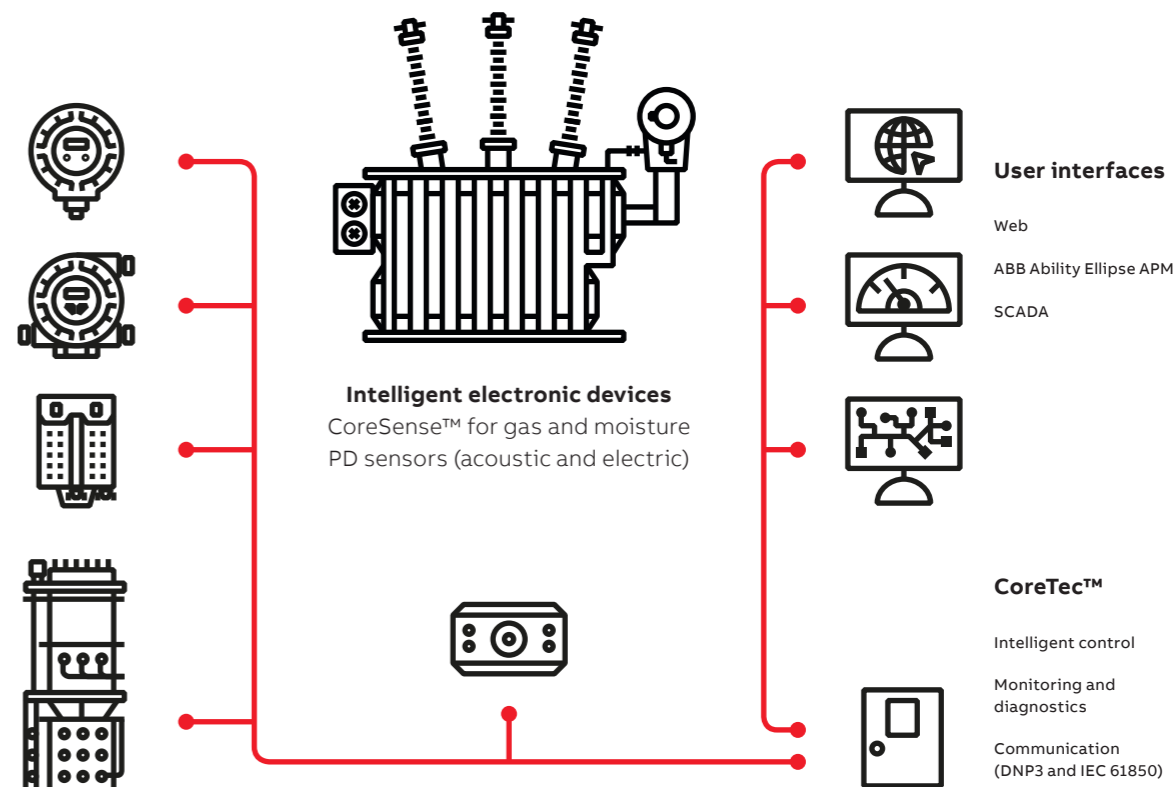 User interfaces
Web
ABB Ability Ellipse APM
SCADA
Intelligent electronic devices
CoreSense™ for gas and moisture
PD sensors (acoustic and electric)
CoreTec™
Intelligent control
Monitoring and
diagnostics
Communication
(DNP3 and IEC 61850)